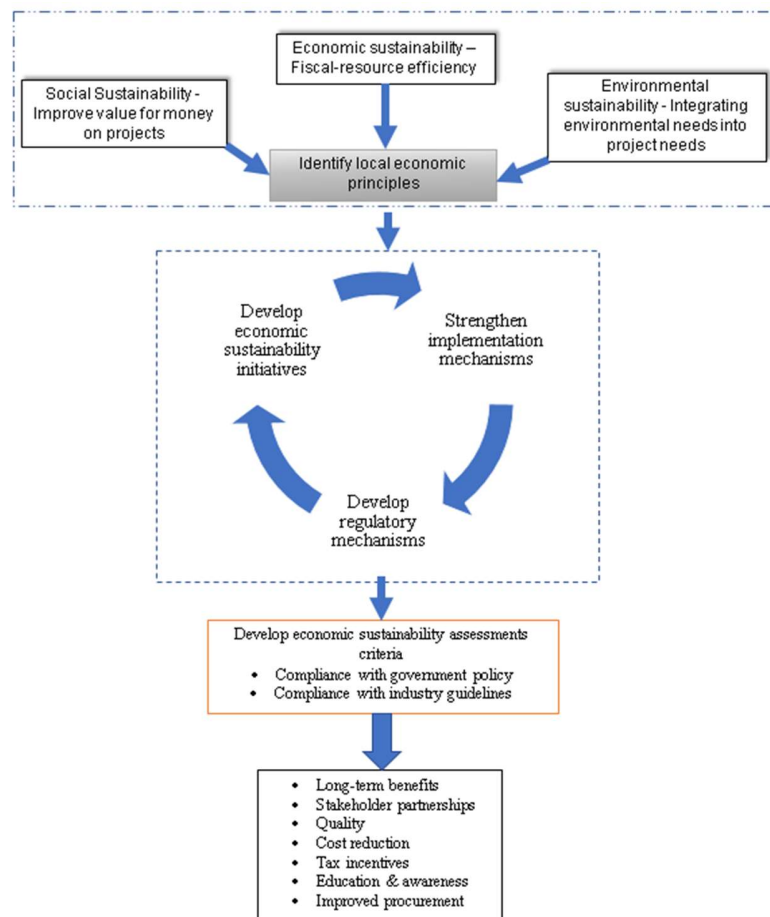 Economic sustainability –
Fiscal-resource efficiency
Social Sustainability -
Improve value for money
on projects
Environmental
sustainability - Integrating
environmental needs into
project needs
Identify local economic
principles
Develop
economic
sustainability
initiatives
Strengthen
implementation
mechanisms
Develop
regulatory
mechanisms
Develop economic sustainability assessments
criteria
• Compliance with government policy
• Compliance with industry guidelines
• Long-term benefits
• Stakeholder partnerships
• Quality
• Cost reduction
• Tax incentives
• Education & awareness
• Improved procurement